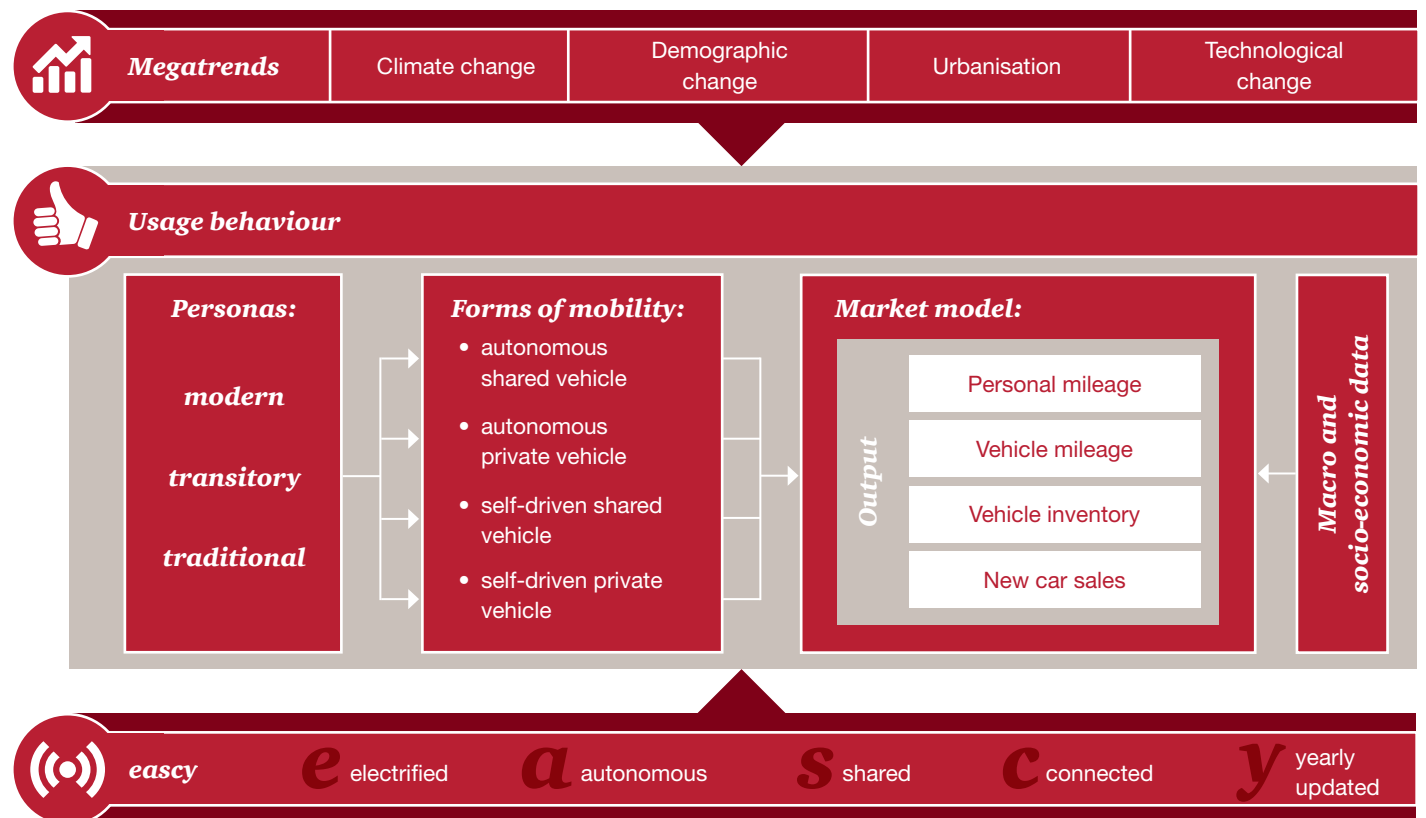 Megatrends
Climate change
Demographic
change
Urbanisation
Technological
change
Usage behaviour
Personas:
modern
transitory
traditional
Forms of mobility:
• autonomous
shared vehicle
• autonomous
private vehicle
• self-driven shared
vehicle
• self-driven private
vehicle
Market model:
Output
Personal mileage
Vehicle mileage
Vehicle inventory
New car sales
Macro and
socio-economic data
eascy
e electrified
a autonomous
s shared
c connected
y yearly
updated